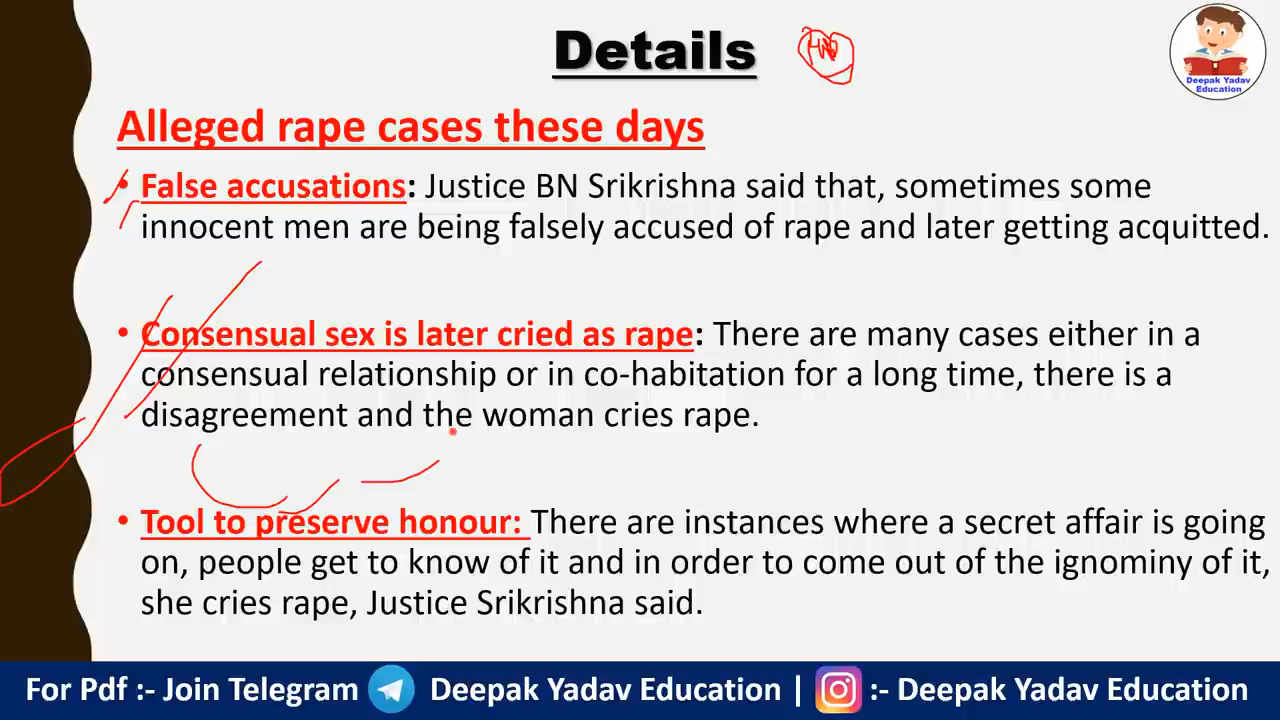 Details
Deepak Yadav
Education
Alleged rape cases these days
• False accusations: Justice BN Srikrishna said that, sometimes some
innocent men are being falsely accused of rape and later getting acquitted.
• Consensual sex is later cried as rape: There are many cases either in a
consensual relationship or in co-habitation for a long time, there is a
disagreement and the woman cries rape.
• Tool to preserve honour: There are instances where a secret affair is going
on, people get to know of it and in order to come out of the ignominy of it,
she cries rape, Justice Srikrishna said.
For Pdf :- Join Telegram Deepak Yadav Education | :- Deepak Yadav Education